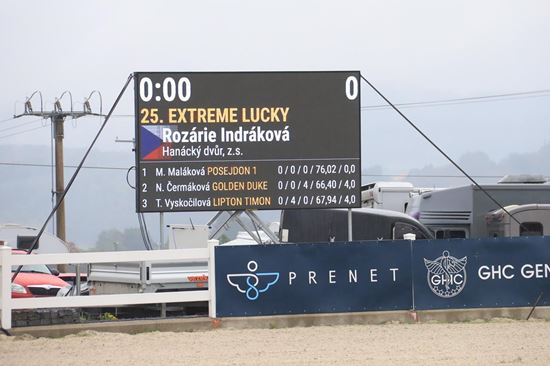 0:00 0
25. EXTREME LUCKY
Rozárie Indráková
Hanácký dvůr, z.s.
1 M. Maláková POSEJDON 1 0/0/0/76,02/0,0
2 N. Čermáková GOLDEN DUKE 0/0/4/66,40/4,0
3 T. Vyskočilová LIPTON TIMON 0/0/4/67,94/4,0
PRENET
GHC
GHC GEN